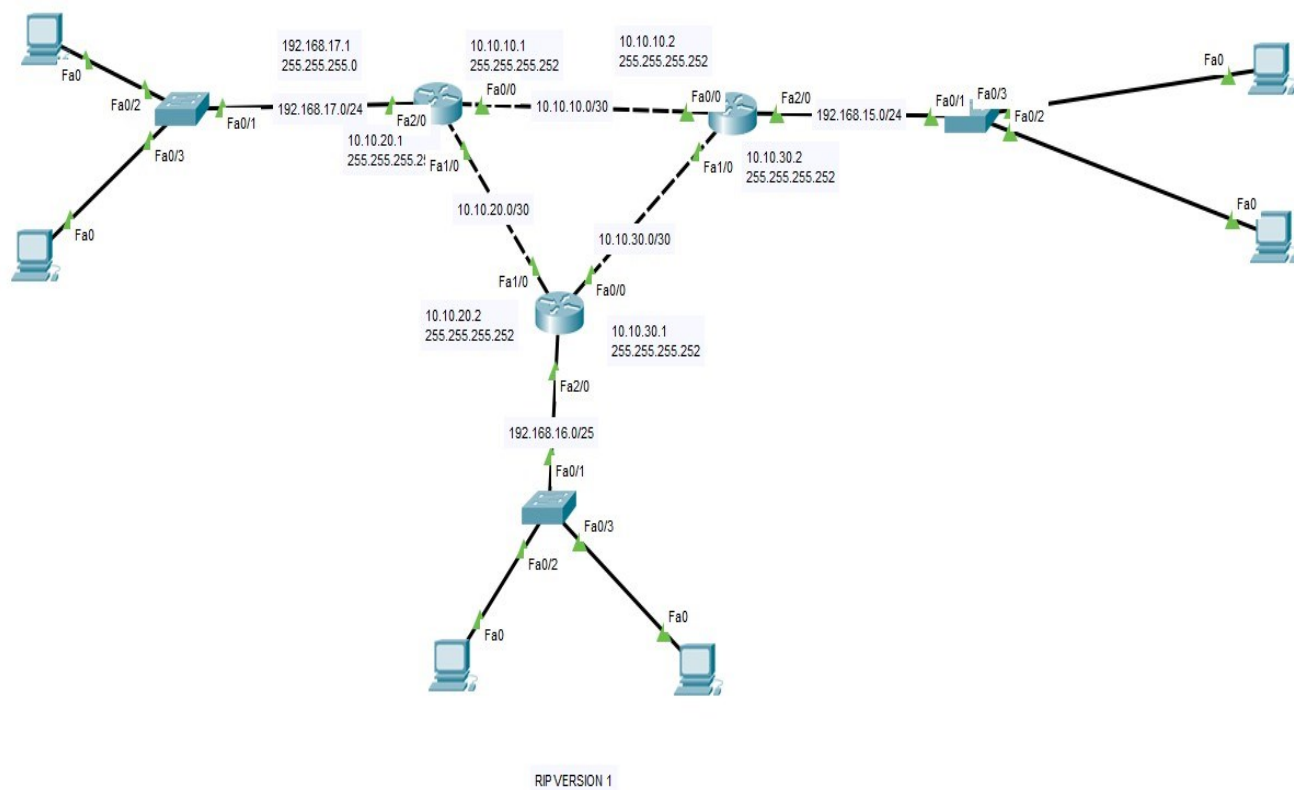 192.168.17.1
255.255.255.0
10.10.10.1
255.255.255.252
10.10.10.2
255.255.255.252
Fa0
Fa0/2
Fa0/1
Fa0/3
Fa0
192.168.17.0/24
Fa2/0
Fa0/0
10.10.10.0/30
Fa0/0
Fa2/0
192.168.15.0/24
Fa0/1
Fa0/3
Fa0/2
Fa0
Fa0
10.10.20.1
255.255.255.25
Fa1/0
10.10.30.2
255.255.255.252
Fa1/0
10.10.20.0/30
10.10.30.0/30
Fa1/0
Fa0/0
10.10.20.2
255.255.255.252
10.10.30.1
255.255.255.252
Fa2/0
192.168.16.0/25
Fa0/1
Fa0/3
Fa0/2
Fa0
Fa0
RIP VERSION 1